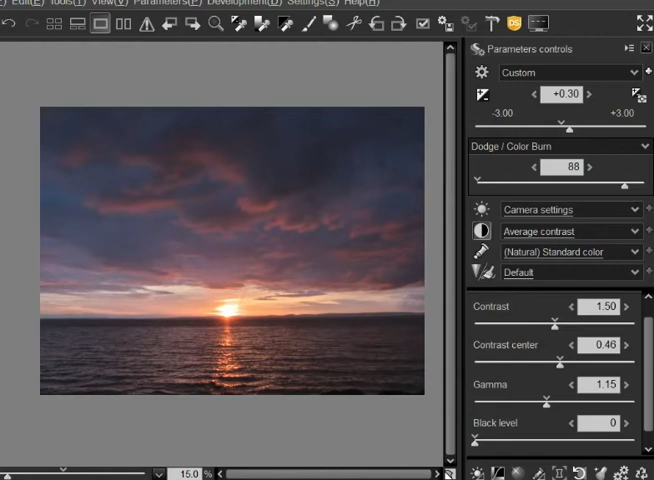 Edit(E) Tools(T) View(V) Parameters(P) Development(D) Settings(S) Help(H)
DS
Parameters controls
Custom
+0.30
-3.00 +3.00
Dodge / Color Burn
88
Camera settings
Average contrast
(Natural) Standard color
Default
Contrast 1.50
Contrast center 0.46
Gamma 1.15
Black level 0
15.0 %